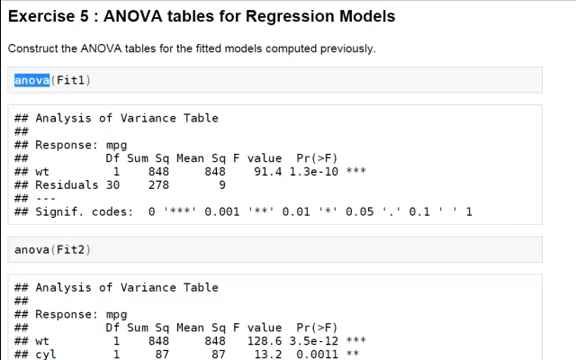 Exercise 5 : ANOVA tables for Regression Models
Construct the ANOVA tables for the fitted models computed previously.
anova(Fit1)
## Analysis of Variance Table
##
## Response: mpg
##           Df Sum Sq Mean Sq F value  Pr(>F)
## wt         1    848     848    91.4 1.3e-10 ***
## Residuals 30    278       9
## ---
## Signif. codes:  0 '***' 0.001 '**' 0.01 '*' 0.05 '.' 0.1 ' ' 1
anova(Fit2)
## Analysis of Variance Table
##
## Response: mpg
##           Df Sum Sq Mean Sq F value  Pr(>F)
## wt         1    848     848   128.6 3.5e-12 ***
## cyl        1     87      87    13.2  0.0011 **